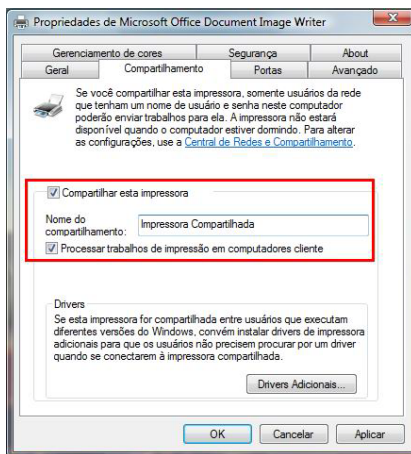 Propriedades de Microsoft Office Document Image Writer
Gerenciamento de cores Segurança About
Geral Compartilhamento Portas Avançado
Se você compartilhar esta impressora, somente usuários da rede
que tenham um nome de usuário e senha neste computador
poderão enviar trabalhos para ela. A impressora não estará
disponível quando o computador estiver domindo. Para alterar
as configurações, use a Central de Redes e Compartilhamento.
Compartilhar esta impressora
Nome do
compartilhamento: Impressora Compartilhada
Processar trabalhos de impressão em computadores cliente
Drivers
Se esta impressora for compartilhada entre usuários que executam
diferentes versões do Windows, convém instalar drivers de impressora
adicionais para que os usuários não precisem procurar por um driver
quando se conectarem à impressora compartilhada.
Drivers Adicionais...
OK Cancelar Aplicar